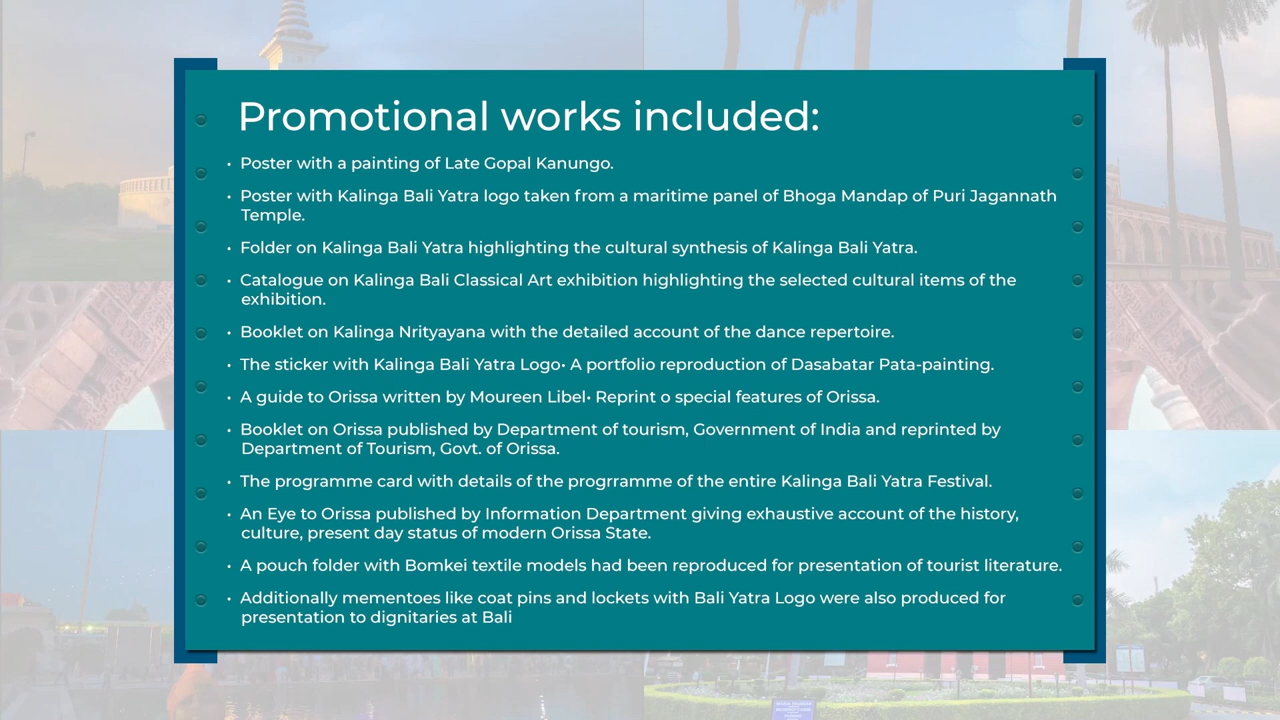 Promotional works included:
• Poster with a painting of Late Gopal Kanungo.
• Poster with Kalinga Bali Yatra logo taken from a maritime panel of Bhoga Mandap of Puri Jagannath
Temple.
• Folder on Kalinga Bali Yatra highlighting the cultural synthesis of Kalinga Bali Yatra.
• Catalogue on Kalinga Bali Classical Art exhibition highlighting the selected cultural items of the
exhibition.
• Booklet on Kalinga Nrityayana with the detailed account of the dance repertoire.
• The sticker with Kalinga Bali Yatra Logo• A portfolio reproduction of Dasabatar Pata-painting.
• A guide to Orissa written by Moureen Libel• Reprint o special features of Orissa.
• Booklet on Orissa published by Department of tourism, Government of India and reprinted by
Department of Tourism, Govt. of Orissa.
• The programme card with details of the progrramme of the entire Kalinga Bali Yatra Festival.
• An Eye to Orissa published by Information Department giving exhaustive account of the history,
culture, present day status of modern Orissa State.
• A pouch folder with Bomkei textile models had been reproduced for presentation of tourist literature.
• Additionally mementoes like coat pins and lockets with Bali Yatra Logo were also produced for
presentation to dignitaries at Bali